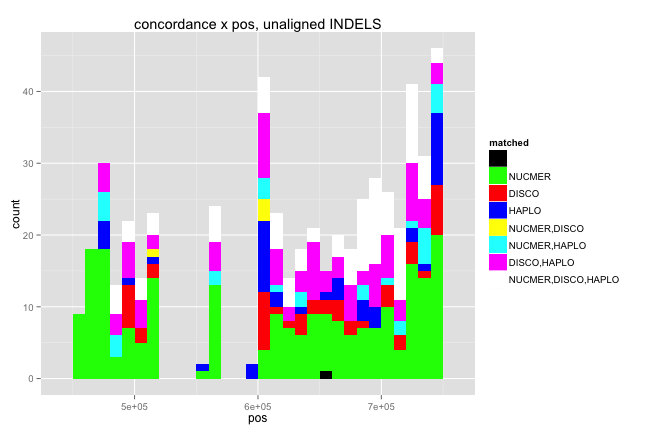 concordance x pos, unaligned INDELS
count
40
30
20
10
0
5e+05
6e+05
7e+05
pos
matched
NUCMER
DISCO
HAPLO
NUCMER,DISCO
NUCMER,HAPLO
DISCO,HAPLO
NUCMER,DISCO,HAPLO